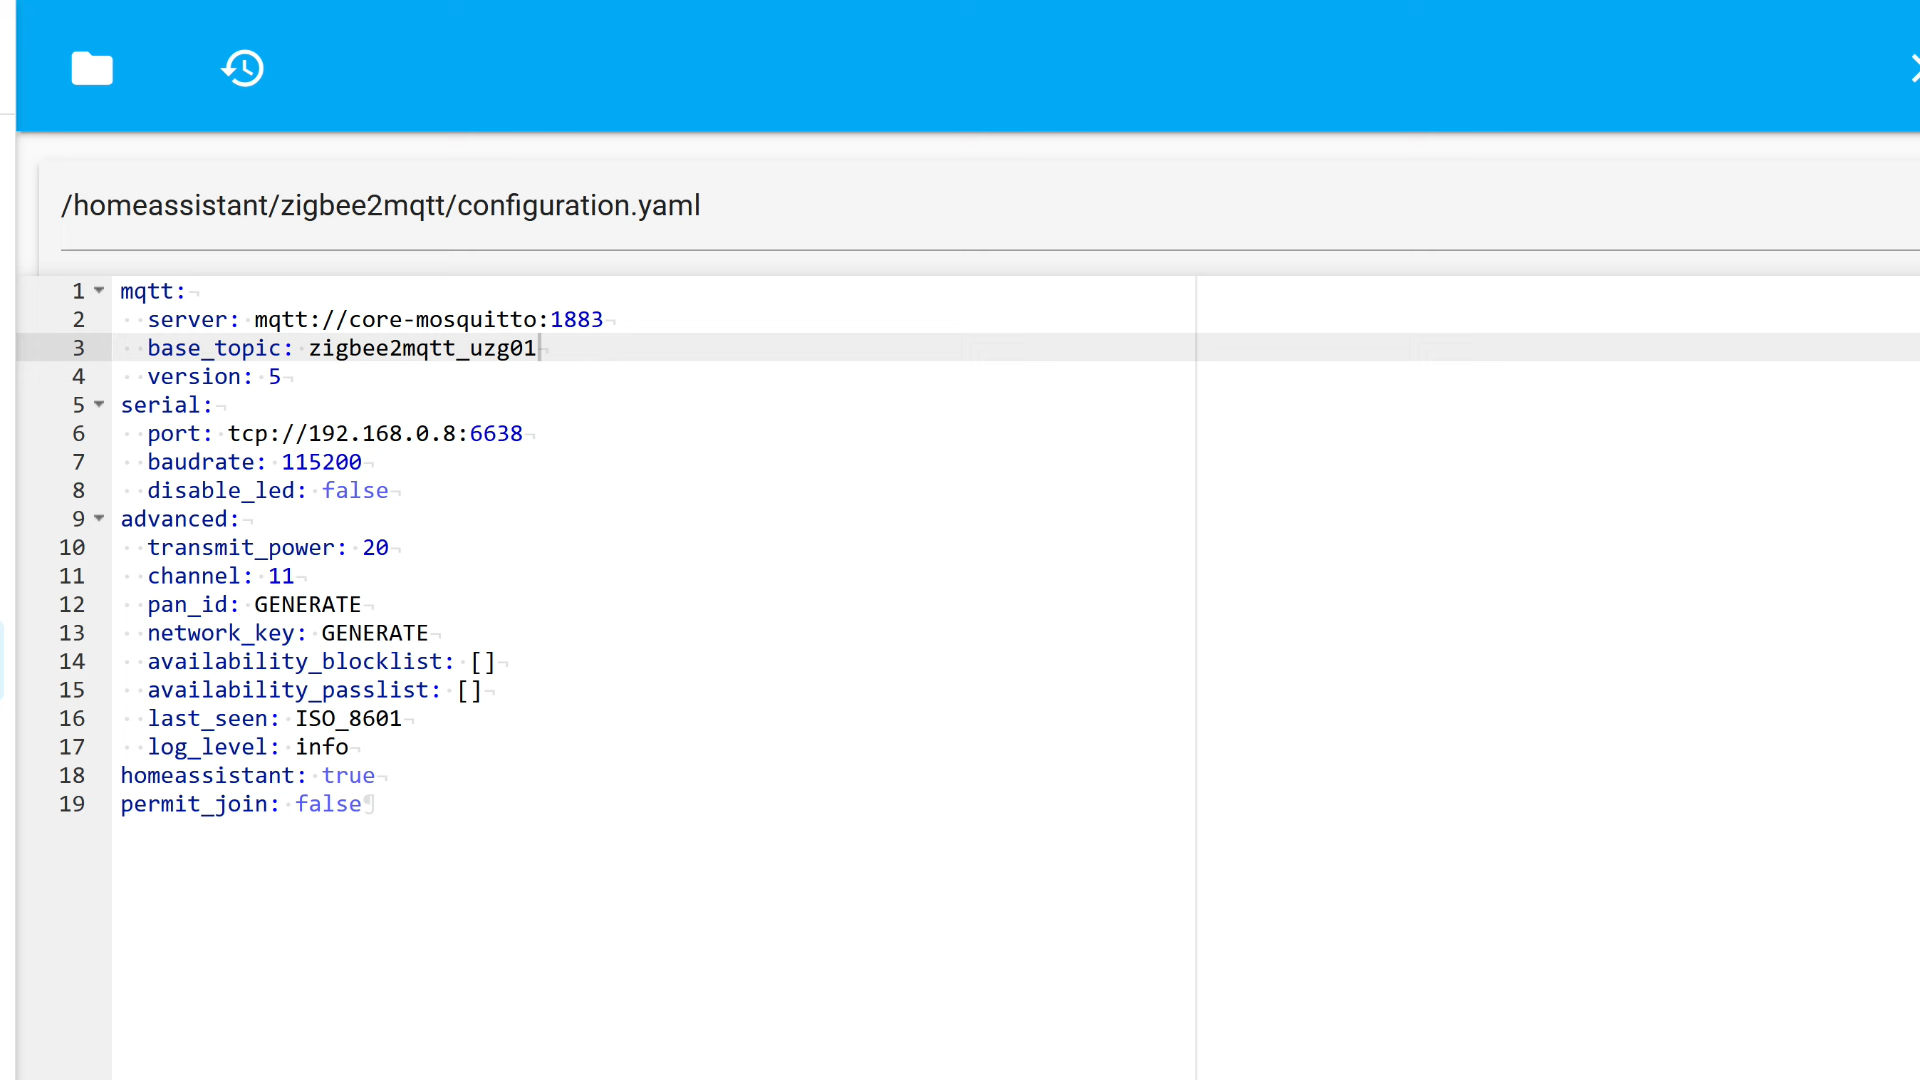 /homeassistant/zigbee2mqtt/configuration.yaml
1 mqtt:
2 server: mqtt://core-mosquitto:1883
3 base_topic: zigbee2mqtt_uzg01
4 version: 5
5 serial:
6 port: tcp://192.168.0.8:6638
7 baudrate: 115200
8 disable_led: false
9 advanced:
10 transmit_power: 20
11 channel: 11
12 pan_id: GENERATE
13 network_key: GENERATE
14 availability_blocklist: []
15 availability_passlist: []
16 last_seen: ISO_8601
17 log_level: info
18 homeassistant: true
19 permit_join: false